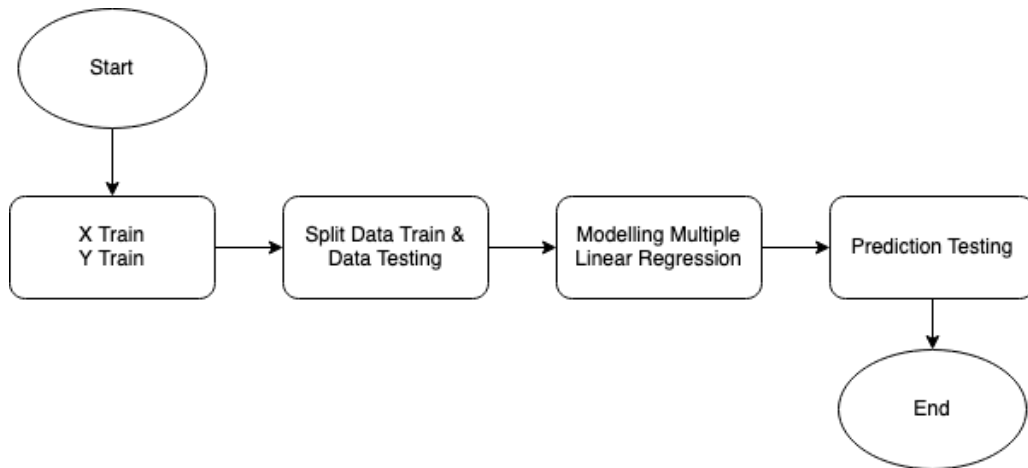 Start
X Train
Y Train
Split Data Train &
Data Testing
Modelling Multiple
Linear Regression
Prediction Testing
End